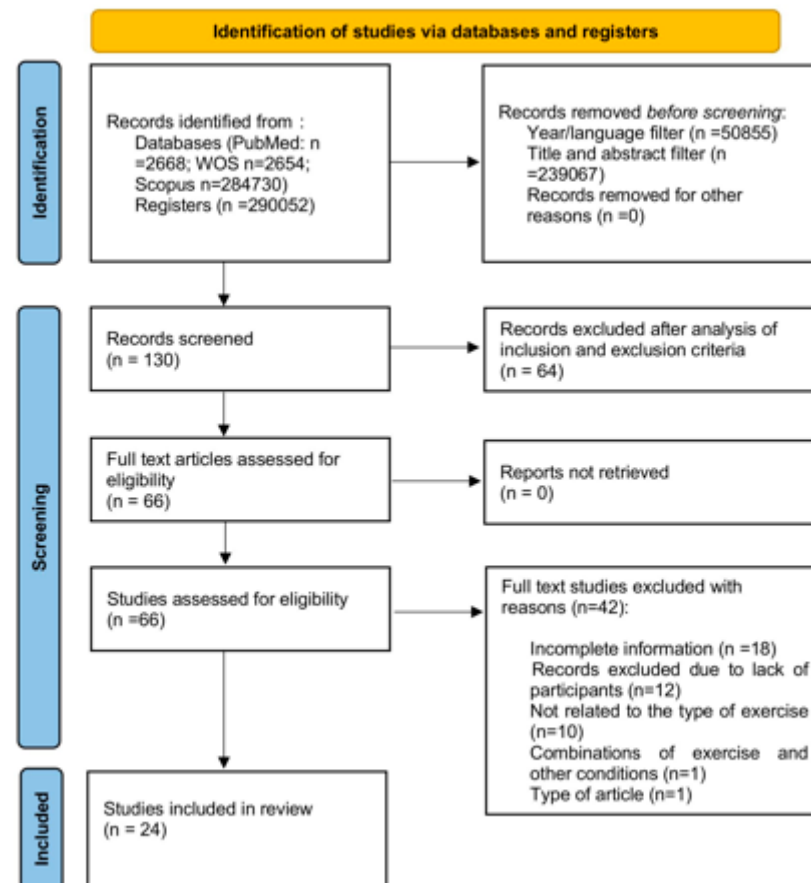 Identification of studies via databases and registers
Identification
Records identified from :
Databases (PubMed: n
=2668; WOS n=2654;
Scopus n=284730)
Registers (n =290052)
Records removed before screening:
Year/language filter (n =50855)
Title and abstract filter (n
=239067)
Records removed for other
reasons (n =0)
Screening
Records screened
(n = 130)
Records excluded after analysis of
inclusion and exclusion criteria
(n = 64)
Full text articles assessed for
eligibility
(n = 66)
Reports not retrieved
(n = 0)
Studies assessed for eligibility
(n =66)
Full text studies excluded with
reasons (n=42):
Incomplete information (n =18)
Records excluded due to lack of
participants (n=12)
Not related to the type of exercise
(n=10)
Combinations of exercise and
other conditions (n=1)
Type of article (n=1)
Included
Studies included in review
(n = 24)